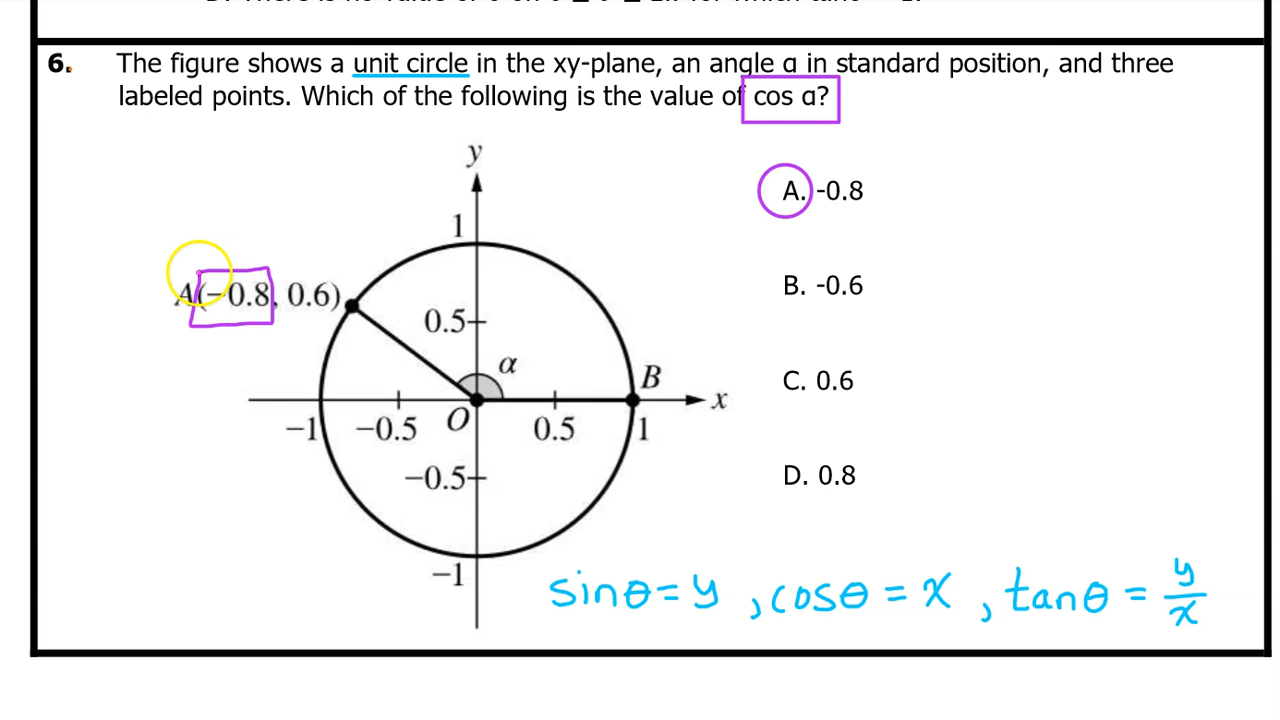 6. The figure shows a unit circle in the xy-plane, an angle α in standard position, and three
labeled points. Which of the following is the value of cos α?
y
1
A(−0.8, 0.6)
0.5
α
B
x
−1
−0.5
O
0.5
1
−0.5
−1
A. -0.8
B. -0.6
C. 0.6
D. 0.8
sinθ = y , cosθ = x , tanθ = y/x